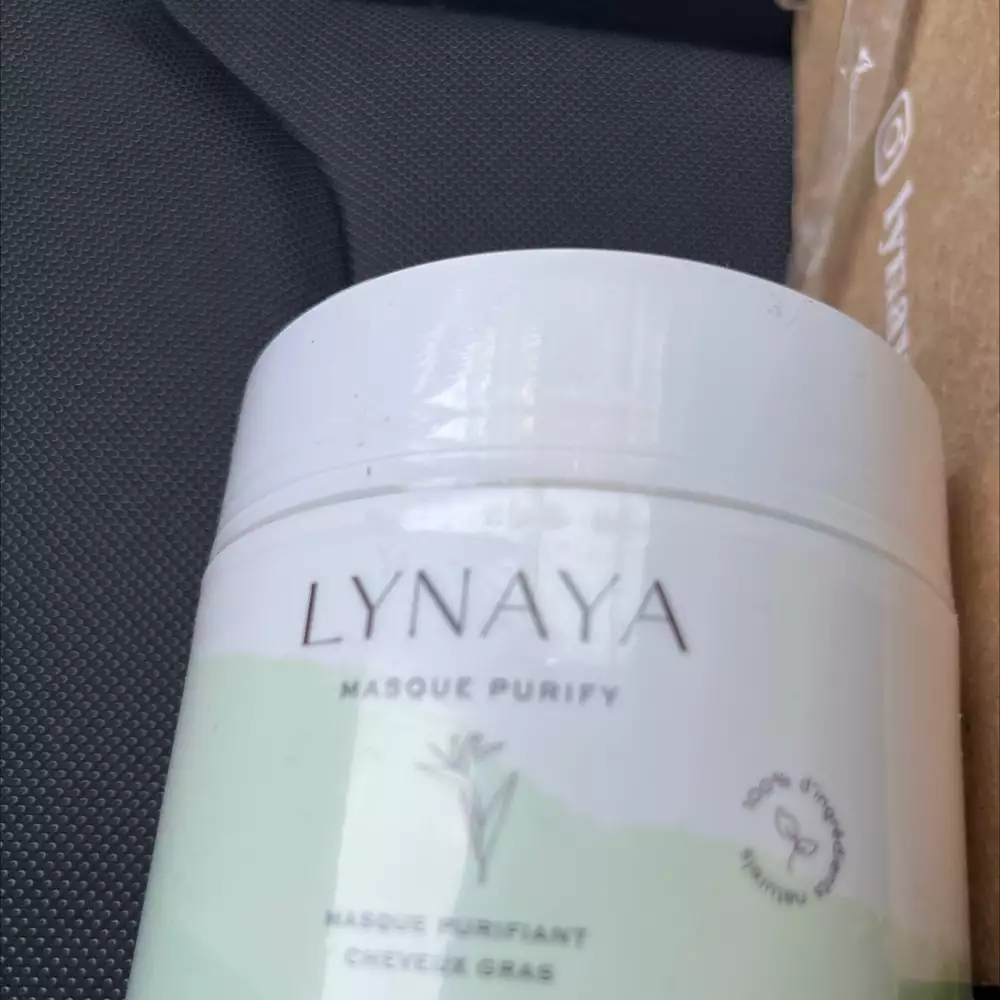 LYNAYA
MASQUE PURIFY
100% d'ingrédients naturels
MASQUE PURIFIANT
CHEVEUX GRAS